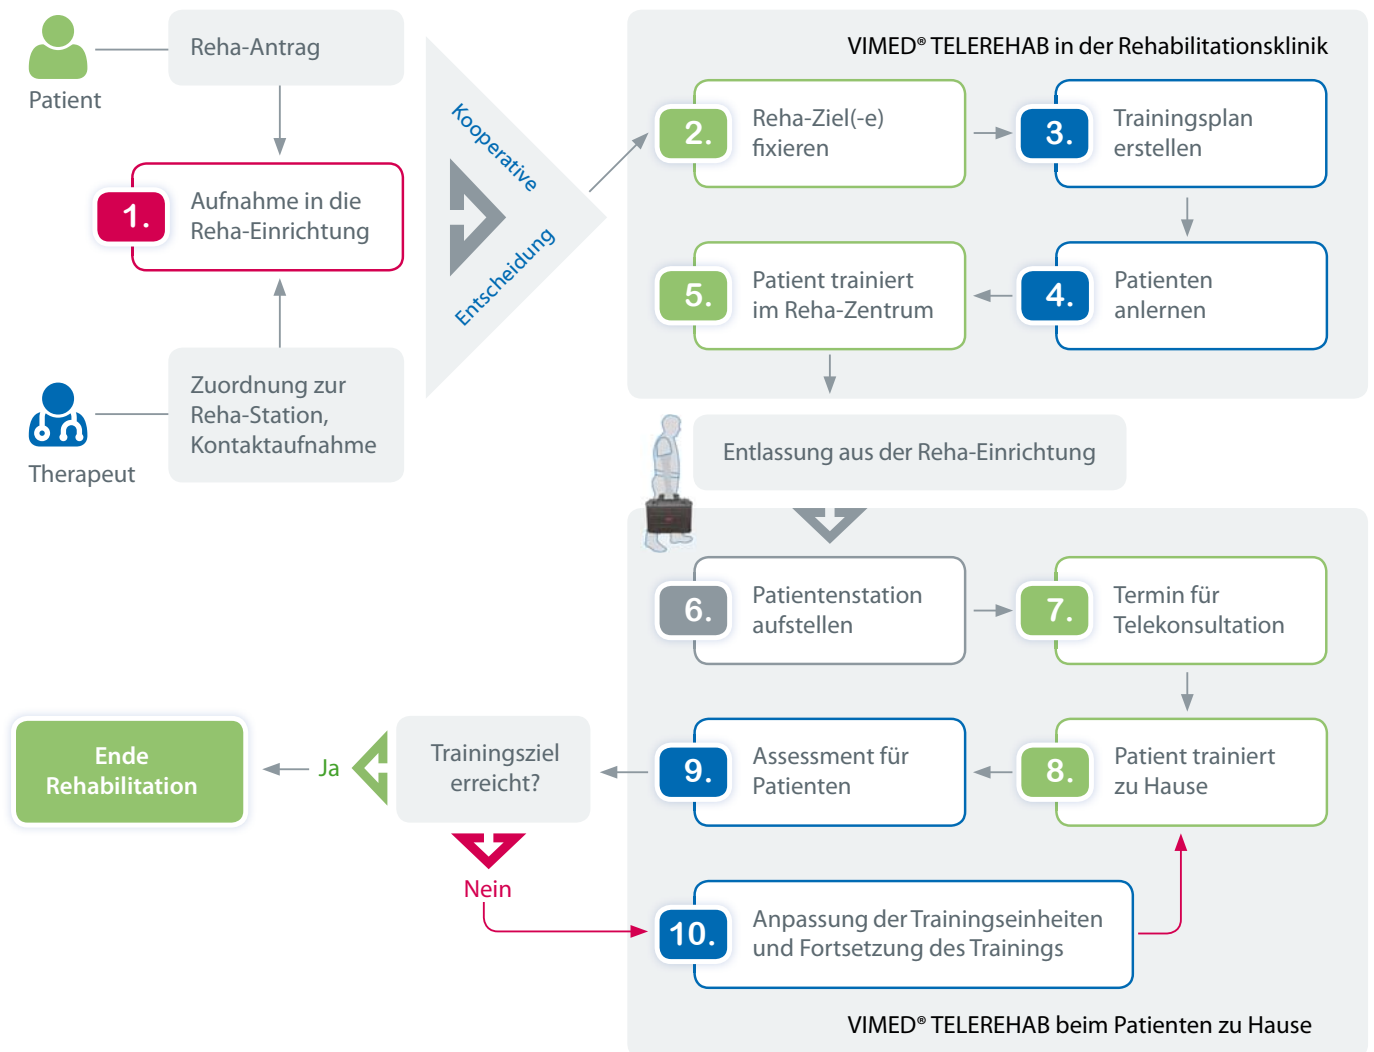 Patient
Reha-Antrag
1.
Aufnahme in die
Reha-Einrichtung
Therapeut
Zuordnung zur
Reha-Station,
Kontaktaufnahme
Kooperative
Entscheidung
VIMED® TELEREHAB in der Rehabilitationsklinik
2.
Reha-Ziel(-e)
fixieren
3.
Trainingsplan
erstellen
4.
Patienten
anlernen
5.
Patient trainiert
im Reha-Zentrum
Entlassung aus der Reha-Einrichtung
6.
Patientenstation
aufstellen
7.
Termin für
Telekonsultation
8.
Patient trainiert
zu Hause
9.
Assessment für
Patienten
Trainingsziel
erreicht?
Ja
Ende
Rehabilitation
Nein
10.
Anpassung der Trainingseinheiten
und Fortsetzung des Trainings
VIMED® TELEREHAB beim Patienten zu Hause